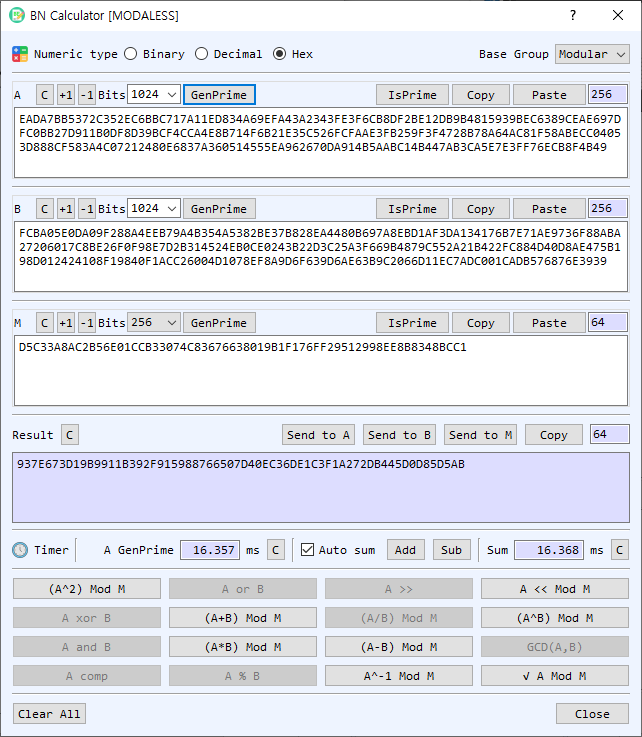 BN Calculator [MODALESS] ?
Numeric type Binary Decimal Hex Base Group Modular
A C +1 -1 Bits 1024 GenPrime IsPrime Copy Paste 256
EADA7BB5372C352EC6BBC717A11ED834A69EFA43A2343FE3F6CB8DF2BE12DB9B4815939BEC6389CEAE697D
FC0BB27D911B0DF8D39BCF4CCA4E8B714F6B21E35C526FCFAAE3FB259F3F4728B78A64AC81F58ABECC0405
3D888CF583A4C07212480E6837A360514555EA962670DA914B5AABC14B447AB3CA5E7E3FF76ECB8F4B49
B C +1 -1 Bits 1024 GenPrime IsPrime Copy Paste 256
FCBA05E0DA09F288A4EEB79A4B354A5382BE37B828EA4480B697A8EBD1AF3DA134176B7E71AE9736F88ABA
27206017C8BE26F0F98E7D2B314524EB0CE0243B22D3C25A3F669B4879C552A21B422FC884D40D8AE475B1
98D012424108F19840F1ACC26004D1078EF8A9D6F639D6AE63B9C2066D11EC7ADC001CADB576876E3939
M C +1 -1 Bits 256 GenPrime IsPrime Copy Paste 64
D5C33A8AC2B56E01CCB33074C83676638019B1F176FF29512998EE8B8348BCC1
Result C Send to A Send to B Send to M Copy 64
937E673D19B9911B392F915988766507D40EC36DE1C3F1A272DB445D0D85D5AB
Timer A GenPrime 16.357 ms C Auto sum Add Sub Sum 16.368 ms C
(A^2) Mod M A or B A >> A << Mod M
A xor B (A+B) Mod M (A/B) Mod M (A^B) Mod M
A and B (A*B) Mod M (A-B) Mod M GCD(A,B)
A comp A % B A^-1 Mod M √ A Mod M
Clear All Close